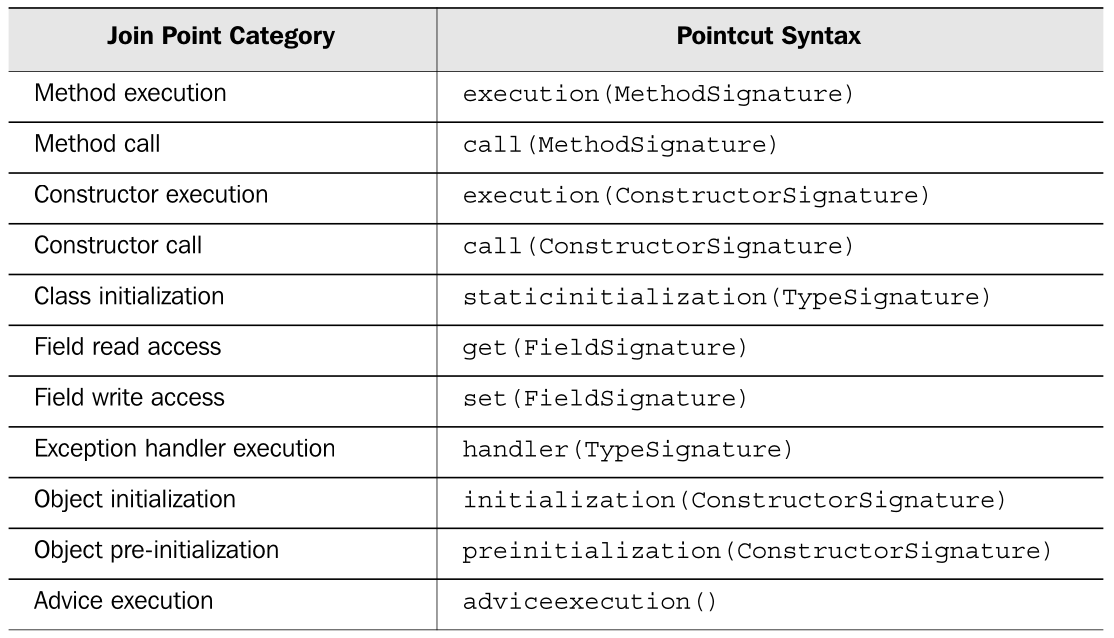 Join Point Category Pointcut Syntax
Method execution execution(MethodSignature)
Method call call(MethodSignature)
Constructor execution execution(ConstructorSignature)
Constructor call call(ConstructorSignature)
Class initialization staticinitialization(TypeSignature)
Field read access get(FieldSignature)
Field write access set(FieldSignature)
Exception handler execution handler(TypeSignature)
Object initialization initialization(ConstructorSignature)
Object pre-initialization preinitialization(ConstructorSignature)
Advice execution adviceexecution()